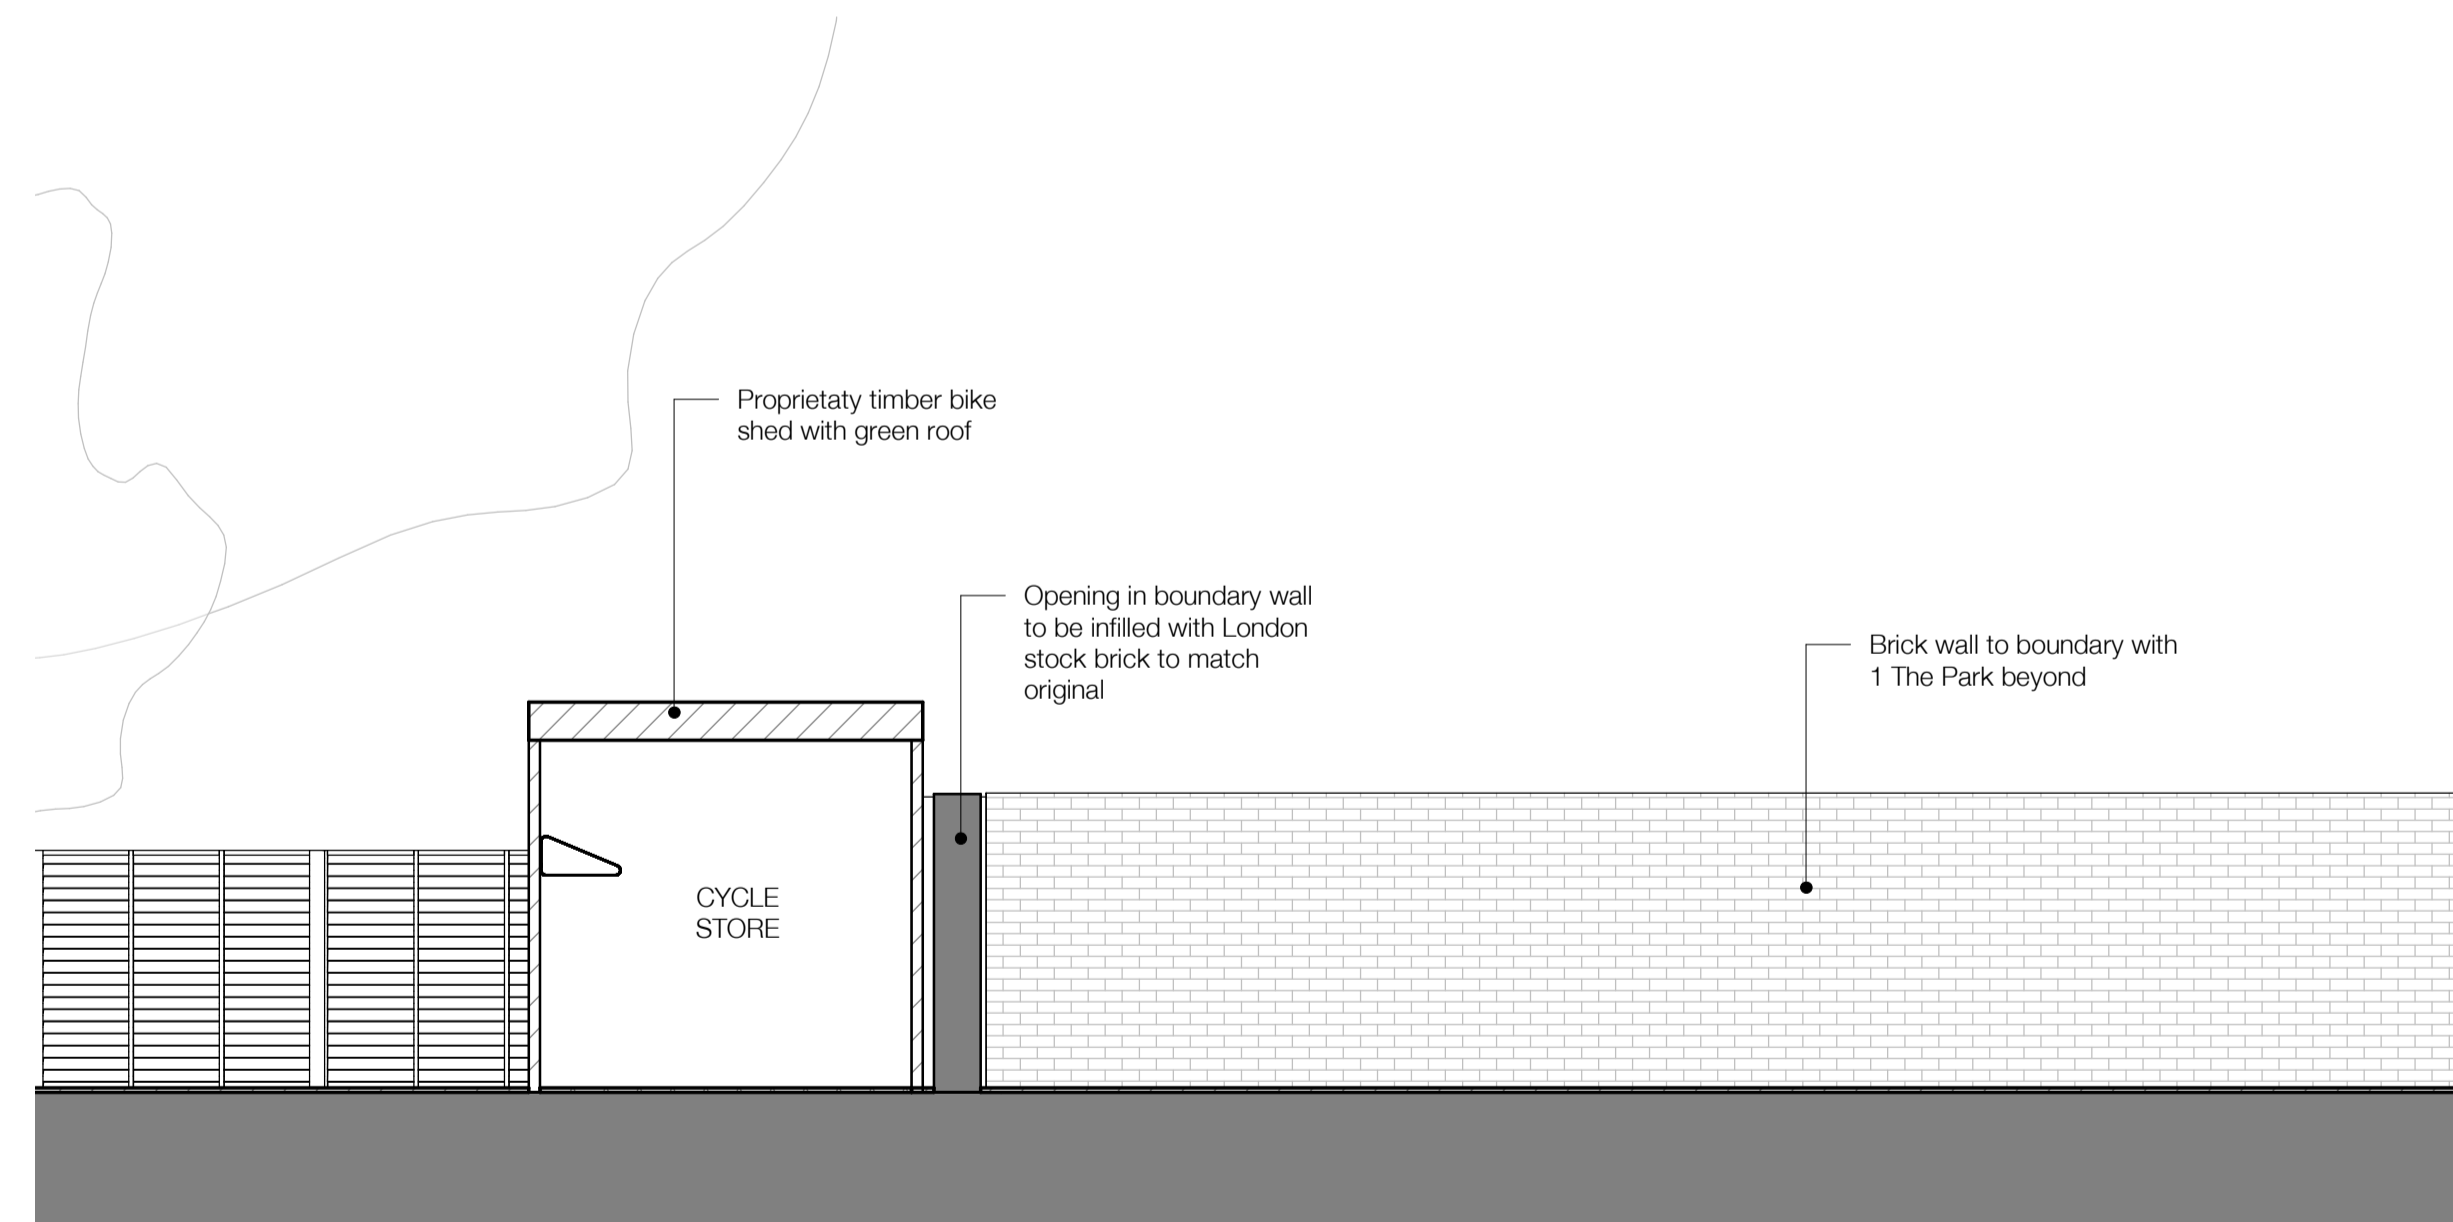 Proprietaty timber bike
shed with green roof
Opening in boundary wall
to be infilled with London
stock brick to match
original
Brick wall to boundary with
1 The Park beyond
CYCLE
STORE